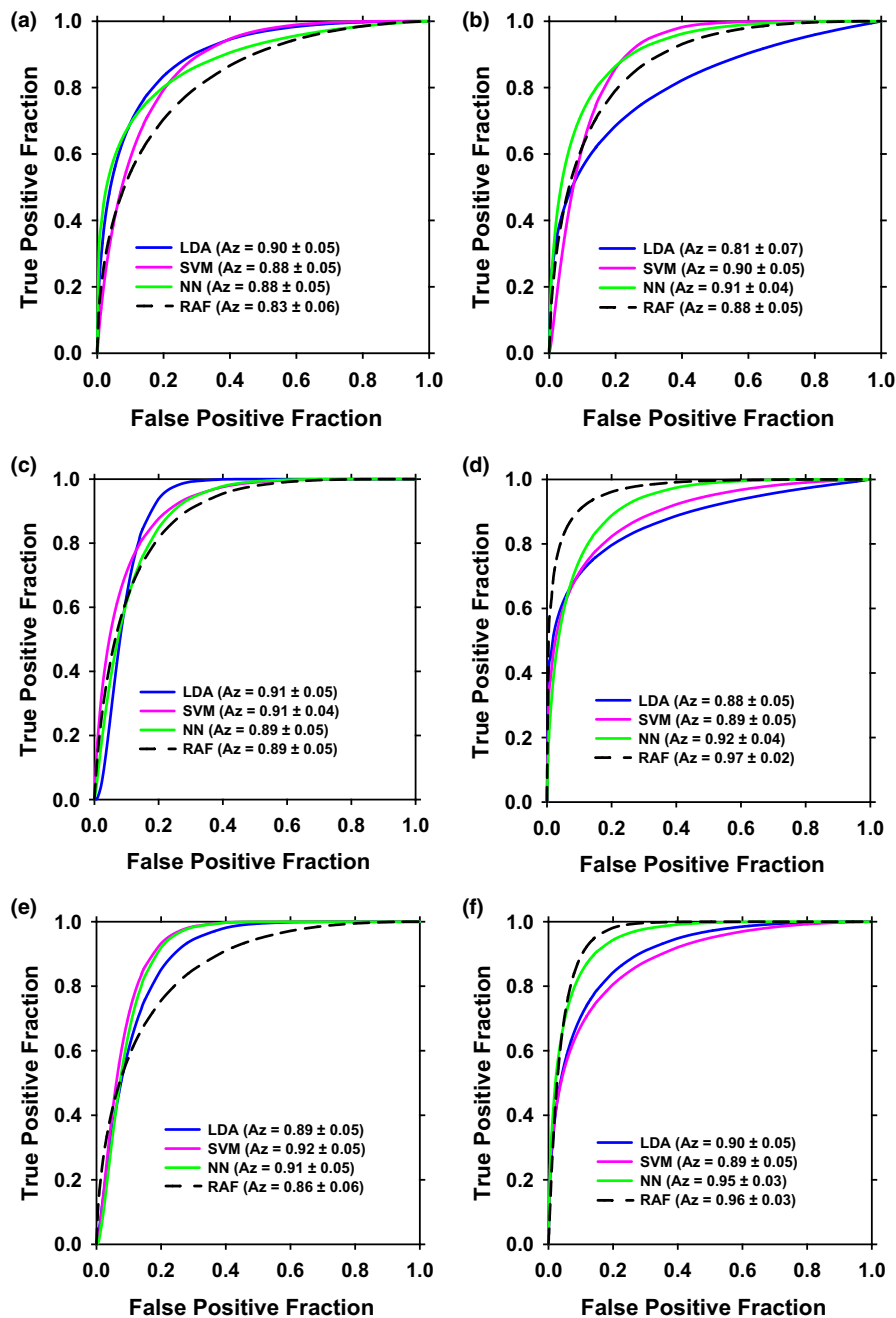 (a)
True Positive Fraction
1.0
0.8
0.6
0.4
0.2
0.0
LDA (Az = 0.90 ± 0.05)
SVM (Az = 0.88 ± 0.05)
NN (Az = 0.88 ± 0.05)
RAF (Az = 0.83 ± 0.06)
0.0 0.2 0.4 0.6 0.8 1.0
False Positive Fraction
(b)
True Positive Fraction
1.0
0.8
0.6
0.4
0.2
0.0
LDA (Az = 0.81 ± 0.07)
SVM (Az = 0.90 ± 0.05)
NN (Az = 0.91 ± 0.04)
RAF (Az = 0.88 ± 0.05)
0.0 0.2 0.4 0.6 0.8 1.0
False Positive Fraction
(c)
True Positive Fraction
1.0
0.8
0.6
0.4
0.2
0.0
LDA (Az = 0.91 ± 0.05)
SVM (Az = 0.91 ± 0.04)
NN (Az = 0.89 ± 0.05)
RAF (Az = 0.89 ± 0.05)
0.0 0.2 0.4 0.6 0.8 1.0
False Positive Fraction
(d)
True Positive Fraction
1.0
0.8
0.6
0.4
0.2
0.0
LDA (Az = 0.88 ± 0.05)
SVM (Az = 0.89 ± 0.05)
NN (Az = 0.92 ± 0.04)
RAF (Az = 0.97 ± 0.02)
0.0 0.2 0.4 0.6 0.8 1.0
False Positive Fraction
(e)
True Positive Fraction
1.0
0.8
0.6
0.4
0.2
0.0
LDA (Az = 0.89 ± 0.05)
SVM (Az = 0.92 ± 0.05)
NN (Az = 0.91 ± 0.05)
RAF (Az = 0.86 ± 0.06)
0.0 0.2 0.4 0.6 0.8 1.0
False Positive Fraction
(f)
True Positive Fraction
1.0
0.8
0.6
0.4
0.2
0.0
LDA (Az = 0.90 ± 0.05)
SVM (Az = 0.89 ± 0.05)
NN (Az = 0.95 ± 0.03)
RAF (Az = 0.96 ± 0.03)
0.0 0.2 0.4 0.6 0.8 1.0
False Positive Fraction